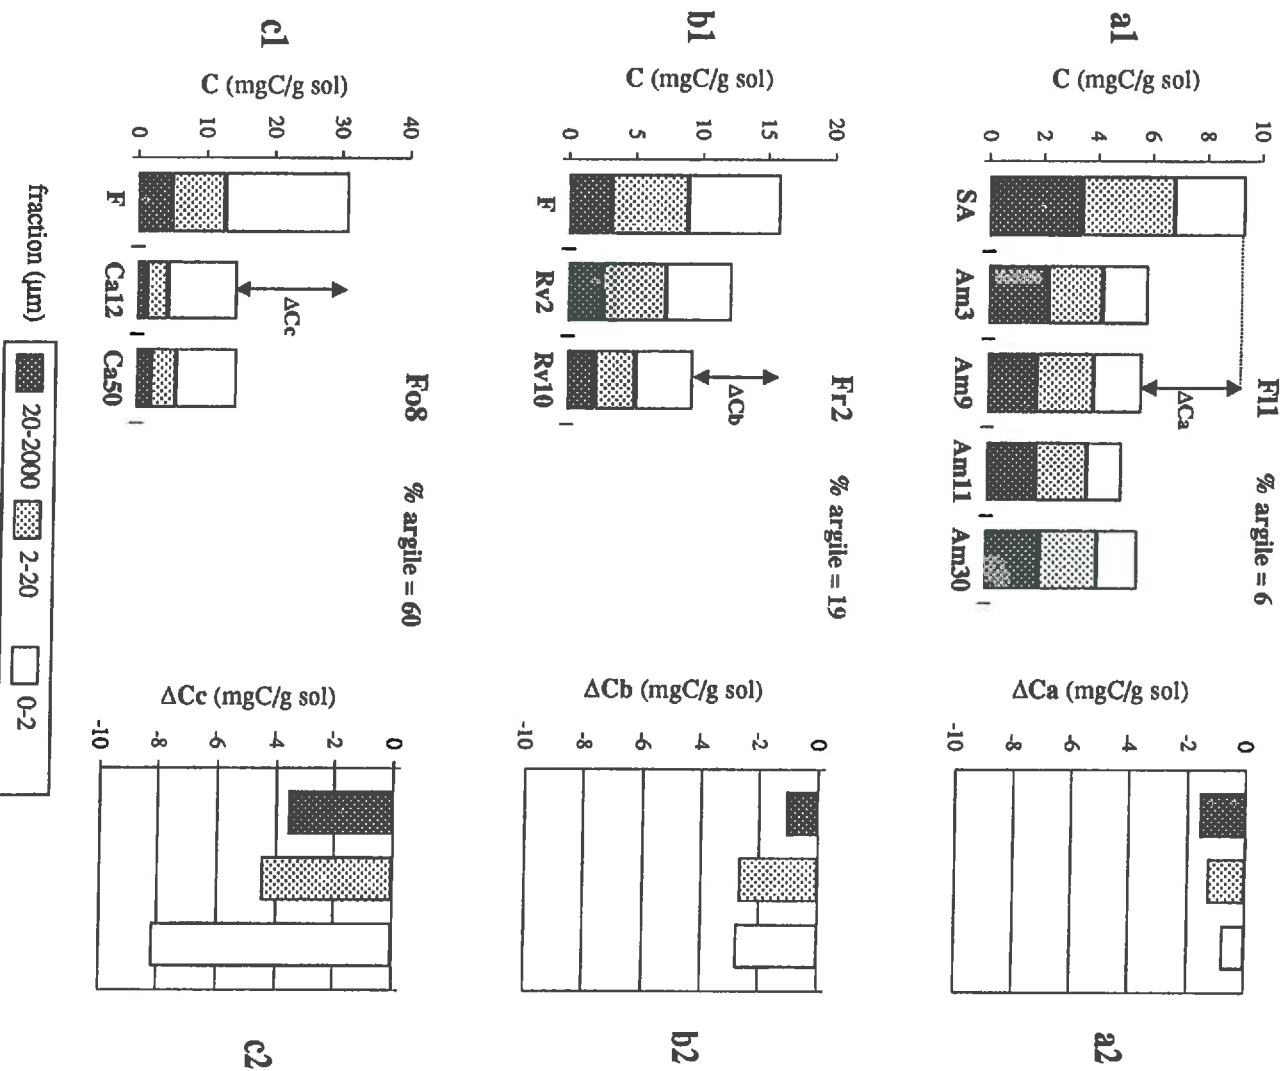 a1
C (mgC/g sol)
10
8
6
4
2
0
SA
Am3
Am9
Am11
Am30
ΔCa
Fl1
% argile = 6
ΔCa (mgC/g sol)
0
-2
-4
-6
-8
-10
a2
b1
C (mgC/g sol)
20
15
10
5
0
F
Rv2
Rv10
ΔCb
Fr2
% argile = 19
ΔCb (mgC/g sol)
0
-2
-4
-6
-8
-10
b2
c1
C (mgC/g sol)
40
30
20
10
0
F
Ca12
Ca50
ΔCc
Fo8
% argile = 60
ΔCc (mgC/g sol)
0
-2
-4
-6
-8
-10
c2
fraction (μm)
20-2000
2-20
0-2